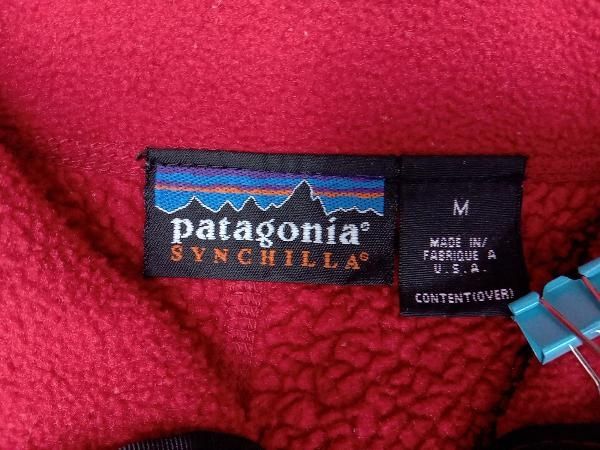 patagonia®
SYNCHILLA®
M
MADE IN/
FABRIQUE A
U.S.A.
CONTENT(OVER)